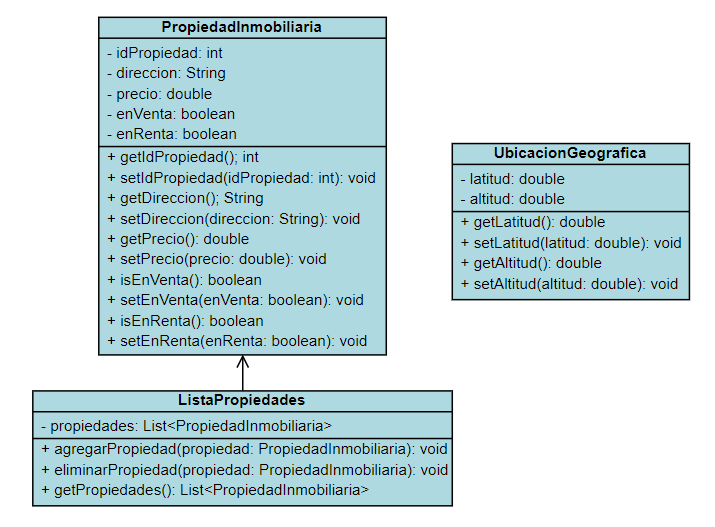 PropiedadInmobiliaria
- idPropiedad: int
- direccion: String
- precio: double
- enVenta: boolean
- enRenta: boolean
+ getIdPropiedad(); int
+ setIdPropiedad(idPropiedad: int): void
+ getDireccion(); String
+ setDireccion(direccion: String): void
+ getPrecio(): double
+ setPrecio(precio: double): void
+ isEnVenta(): boolean
+ setEnVenta(enVenta: boolean): void
+ isEnRenta(): boolean
+ setEnRenta(enRenta: boolean): void
UbicacionGeografica
- latitud: double
- altitud: double
+ getLatitud(): double
+ setLatitud(latitud: double): void
+ getAltitud(): double
+ setAltitud(altitud: double): void
ListaPropiedades
- propiedades: List<PropiedadInmobiliaria>
+ agregarPropiedad(propiedad: PropiedadInmobiliaria): void
+ eliminarPropiedad(propiedad: PropiedadInmobiliaria): void
+ getPropiedades(): List<PropiedadInmobiliaria>